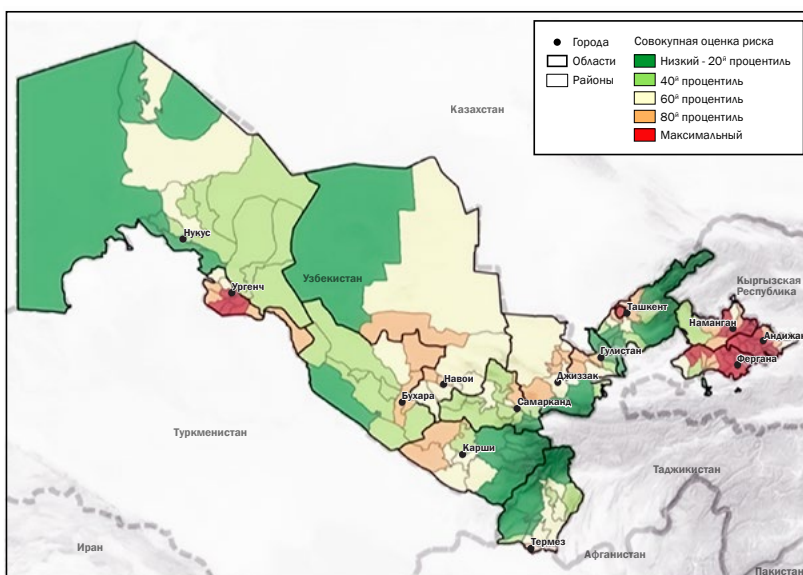 Города
Области
Районы
Совокупная оценка риска
Низкий - 20й процентиль
40й процентиль
60й процентиль
80й процентиль
Максимальный
Казахстан
Нукус
Узбекистан
Ургенч
Кыргызская
Республика
Ташкент
Наманган
Андижан
Гулистан
Фергана
Джиззак
Навои
Бухара
Самарканд
Туркменистан
Карши
Таджикистан
Термез
Иран
Афганистан
Пакистан